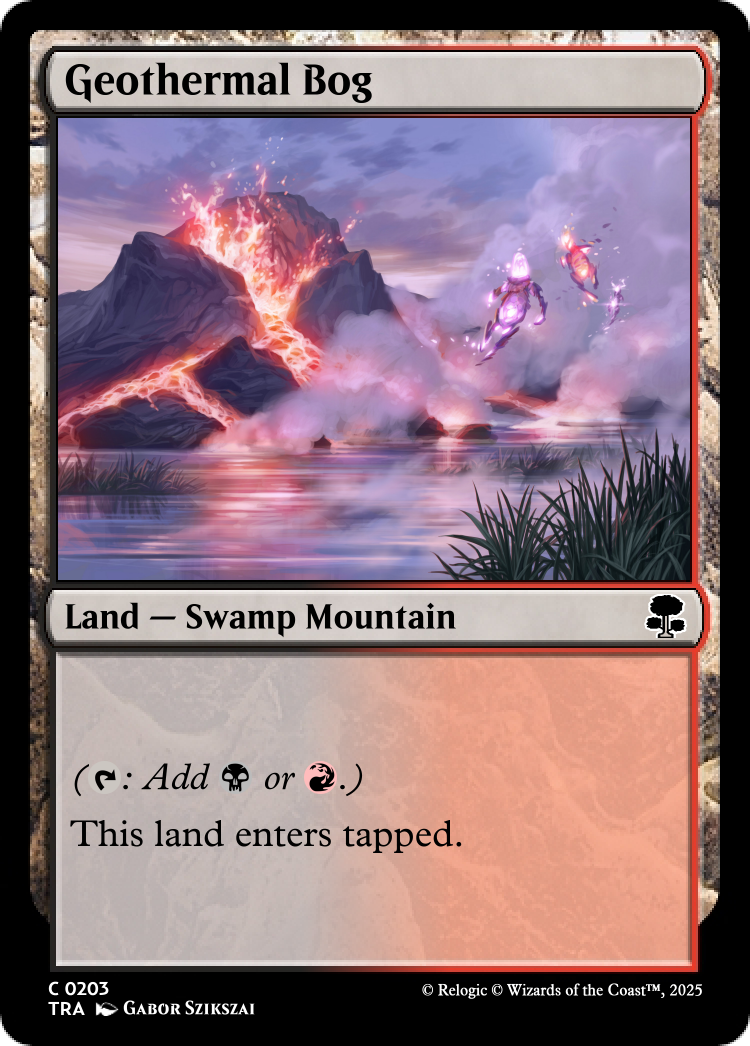 Geothermal Bog
Land — Swamp Mountain
(: Add or .)
This land enters tapped.
C 0203
© Relogic © Wizards of the Coast™, 2025
TRA Gabor Szikszai